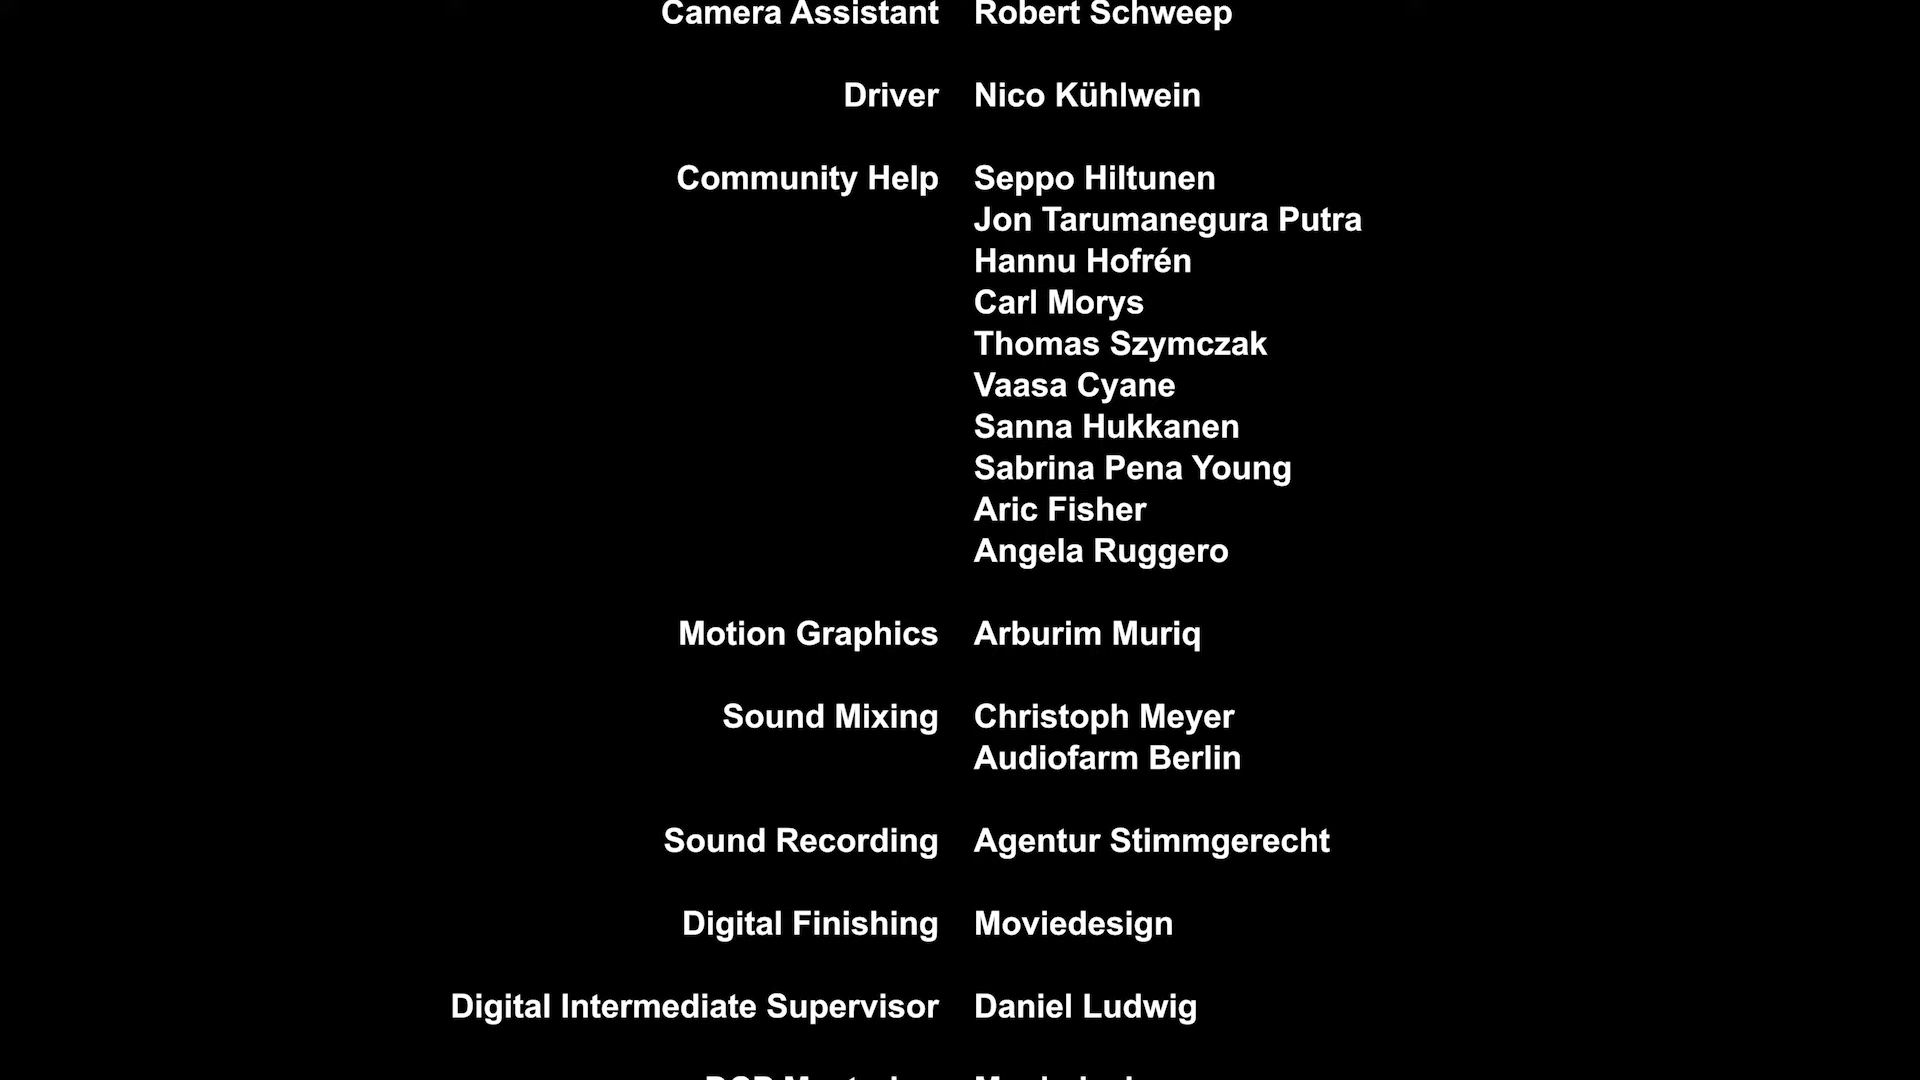 Camera Assistant Robert Schweep
Driver Nico Kühlwein
Community Help Seppo Hiltunen
Jon Tarumanegura Putra
Hannu Hofrén
Carl Morys
Thomas Szymczak
Vaasa Cyane
Sanna Hukkanen
Sabrina Pena Young
Aric Fisher
Angela Ruggero
Motion Graphics Arburim Muriq
Sound Mixing Christoph Meyer
Audiofarm Berlin
Sound Recording Agentur Stimmgerecht
Digital Finishing Moviedesign
Digital Intermediate Supervisor Daniel Ludwig